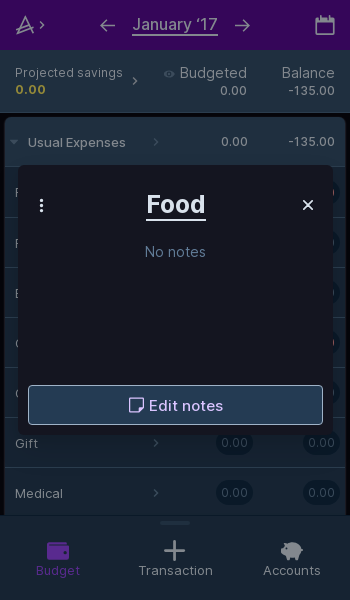 January ‘17
Projected savings
0.00
Budgeted
0.00
Balance
-135.00
Usual Expenses
0.00
-135.00
Food
No notes
Edit notes
Gift
0.00
0.00
Medical
0.00
0.00
Budget
Transaction
Accounts